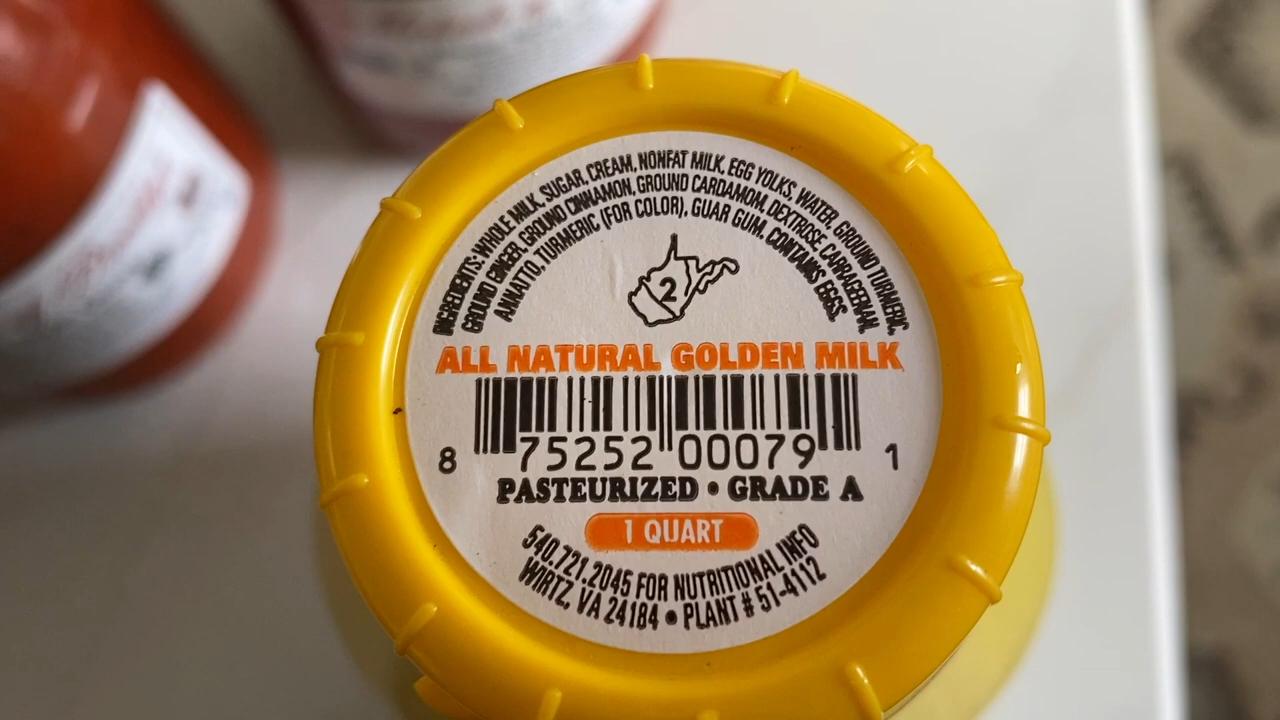 INGREDIENTS: WHOLE MILK, SUGAR, CREAM, NONFAT MILK, EGG YOLKS, WATER, GROUND TURMERIC,
GROUND GINGER, GROUND CINNAMON, GROUND CARDAMOM, DEXTROSE, CARRAGEENAN,
ANNATTO, TURMERIC (FOR COLOR), GUAR GUM. CONTAINS EGGS.
2
ALL NATURAL GOLDEN MILK
8 75252 00079 1
PASTEURIZED • GRADE A
1 QUART
540.721.2045 FOR NUTRITIONAL INFO
WIRTZ, VA 24184 • PLANT # 51-4112